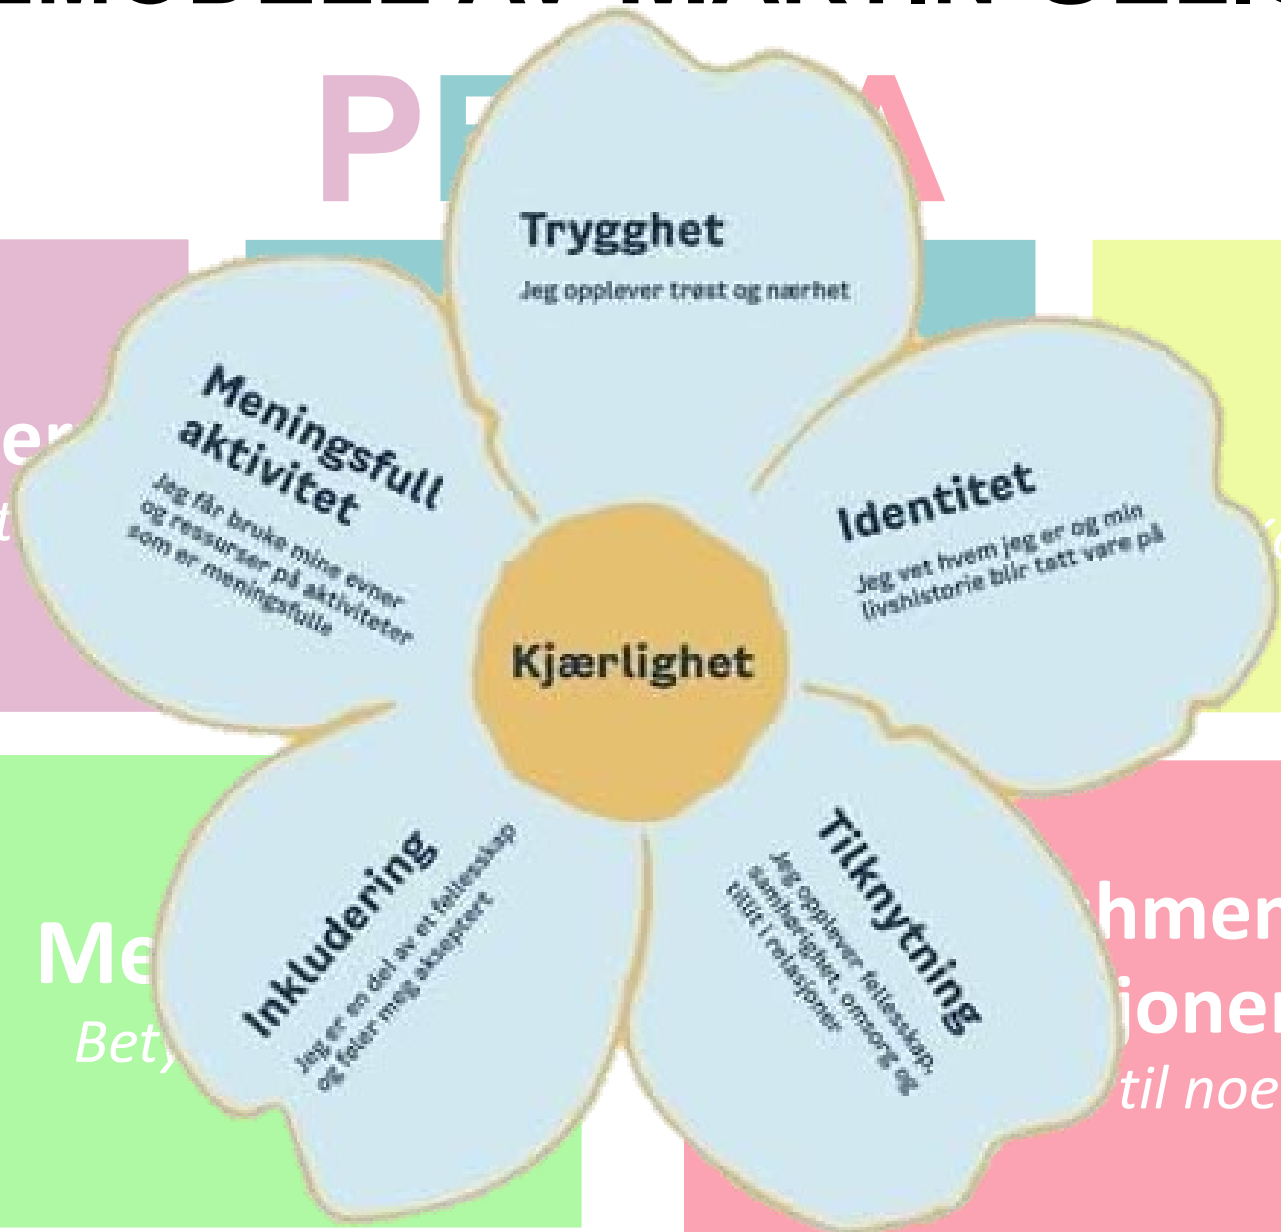 AV MARTIN
P A
Trygghet
Jeg opplever trøst og nærhet
Meningsfull
aktivitet
Jeg får bruke mine evner
og ressurser på aktiviteter
som er meningsfulle
Identitet
Jeg vet hvem jeg er og min
livshistorie blir tatt vare på
Kjærlighet
Inkludering
Jeg er en del av et fellesskap
og føler meg akseptert
Tilknytning
Jeg opplever fellesskap,
samhørighet, omsorg og
tillit i relasjoner
Me
Bety
hmen
joner
til noe